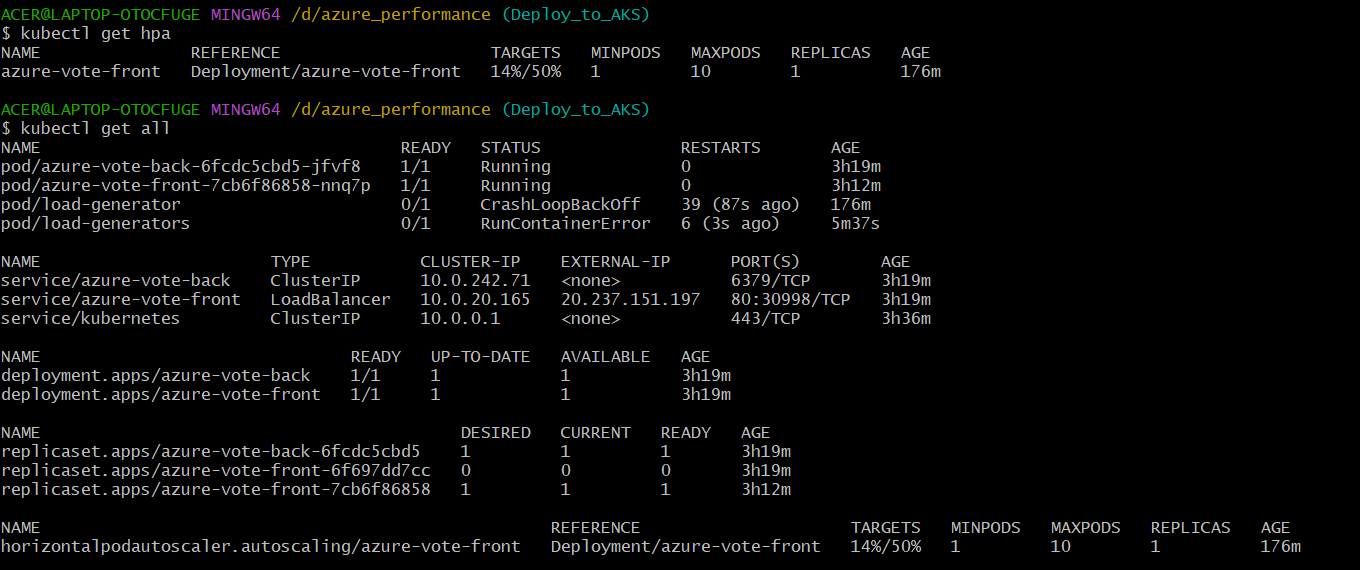 ACER@LAPTOP-OTOCFUGE MINGW64 /d/azure_performance (Deploy_to_AKS)
$ kubectl get hpa
NAME REFERENCE TARGETS MINPODS MAXPODS REPLICAS AGE
azure-vote-front Deployment/azure-vote-front 14%/50% 1 10 1 176m
ACER@LAPTOP-OTOCFUGE MINGW64 /d/azure_performance (Deploy_to_AKS)
$ kubectl get all
NAME READY STATUS RESTARTS AGE
pod/azure-vote-back-6fcdc5cbd5-jfvf8 1/1 Running 0 3h19m
pod/azure-vote-front-7cb6f86858-nnq7p 1/1 Running 0 3h12m
pod/load-generator 0/1 CrashLoopBackOff 39 (87s ago) 176m
pod/load-generators 0/1 RunContainerError 6 (3s ago) 5m37s
NAME TYPE CLUSTER-IP EXTERNAL-IP PORT(S) AGE
service/azure-vote-back ClusterIP 10.0.242.71 <none> 6379/TCP 3h19m
service/azure-vote-front LoadBalancer 10.0.20.165 20.237.151.197 80:30998/TCP 3h19m
service/kubernetes ClusterIP 10.0.0.1 <none> 443/TCP 3h36m
NAME READY UP-TO-DATE AVAILABLE AGE
deployment.apps/azure-vote-back 1/1 1 1 3h19m
deployment.apps/azure-vote-front 1/1 1 1 3h19m
NAME DESIRED CURRENT READY AGE
replicaset.apps/azure-vote-back-6fcdc5cbd5 1 1 1 3h19m
replicaset.apps/azure-vote-front-6f697dd7cc 0 0 0 3h19m
replicaset.apps/azure-vote-front-7cb6f86858 1 1 1 3h12m
NAME REFERENCE TARGETS MINPODS MAXPODS REPLICAS AGE
horizontalpodautoscaler.autoscaling/azure-vote-front Deployment/azure-vote-front 14%/50% 1 10 1 176m